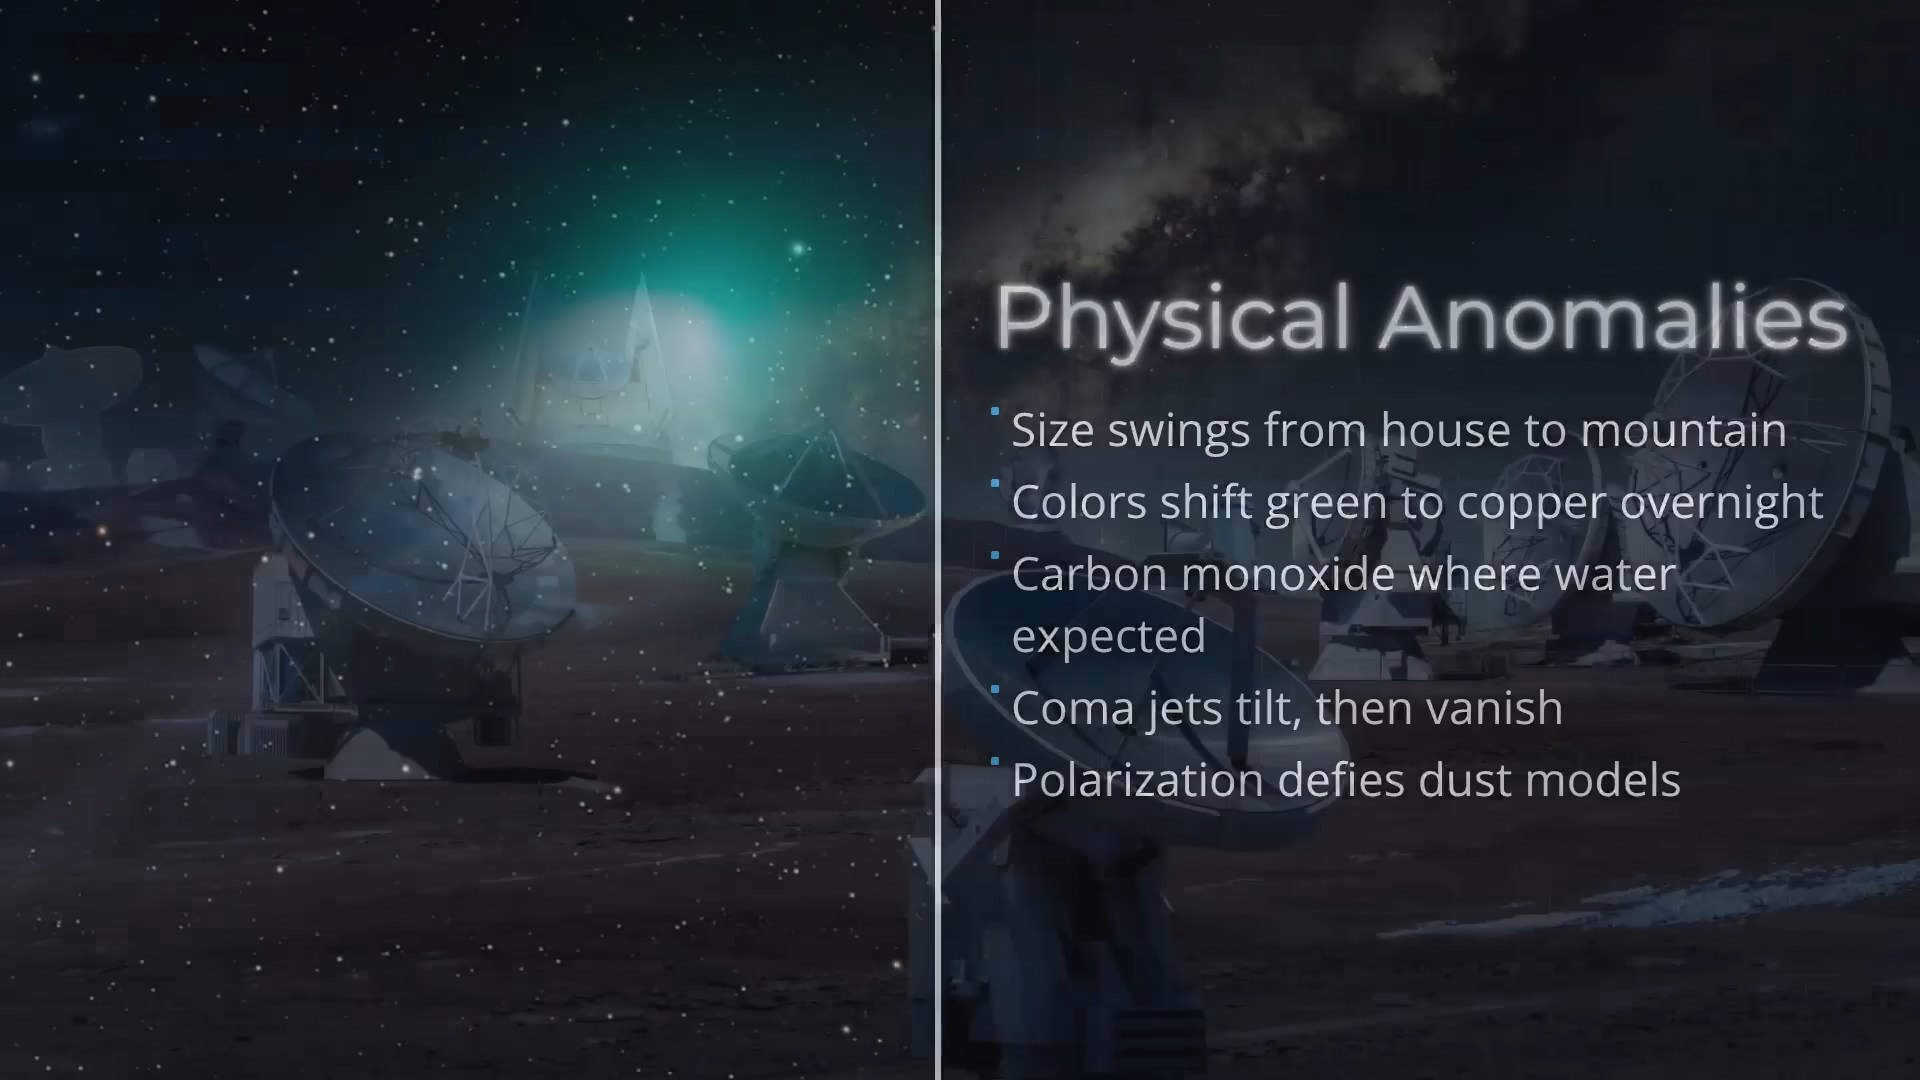 Physical Anomalies
Size swings from house to mountain
Colors shift green to copper overnight
Carbon monoxide where water
expected
Coma jets tilt, then vanish
Polarization defies dust models